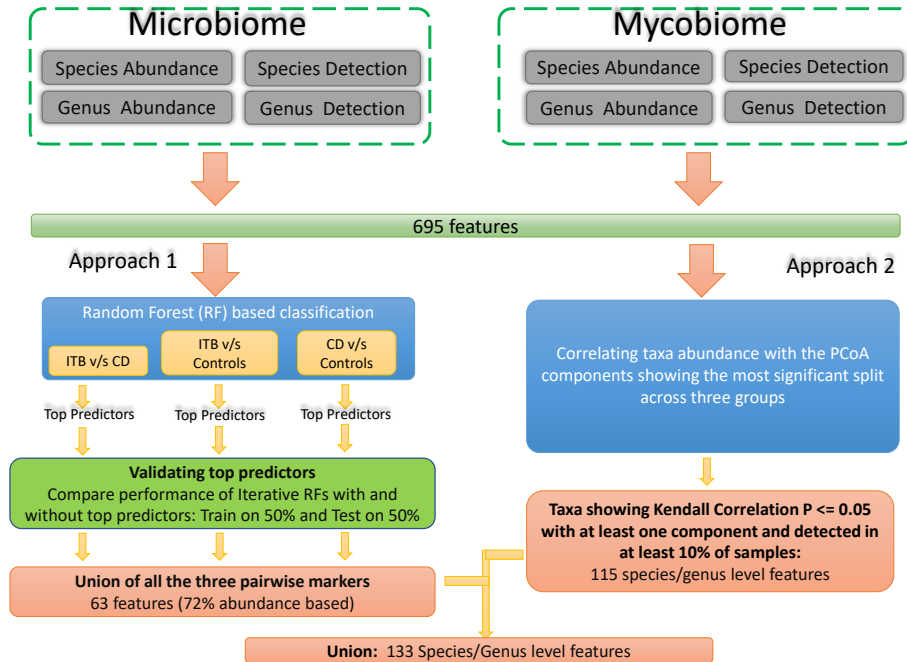 Microbiome
Species Abundance
Species Detection
Genus Abundance
Genus Detection
Mycobiome
Species Abundance
Species Detection
Genus Abundance
Genus Detection
695 features
Approach 1
Random Forest (RF) based classification
ITB v/s CD
ITB v/s
Controls
CD v/s
Controls
Top Predictors
Top Predictors
Top Predictors
Validating top predictors
Compare performance of Iterative RFs with and
without top predictors: Train on 50% and Test on 50%
Union of all the three pairwise markers
63 features (72% abundance based)
Approach 2
Correlating taxa abundance with the PCoA
components showing the most significant split
across three groups
Taxa showing Kendall Correlation P <= 0.05
with at least one component and detected in
at least 10% of samples:
115 species/genus level features
Union: 133 Species/Genus level features